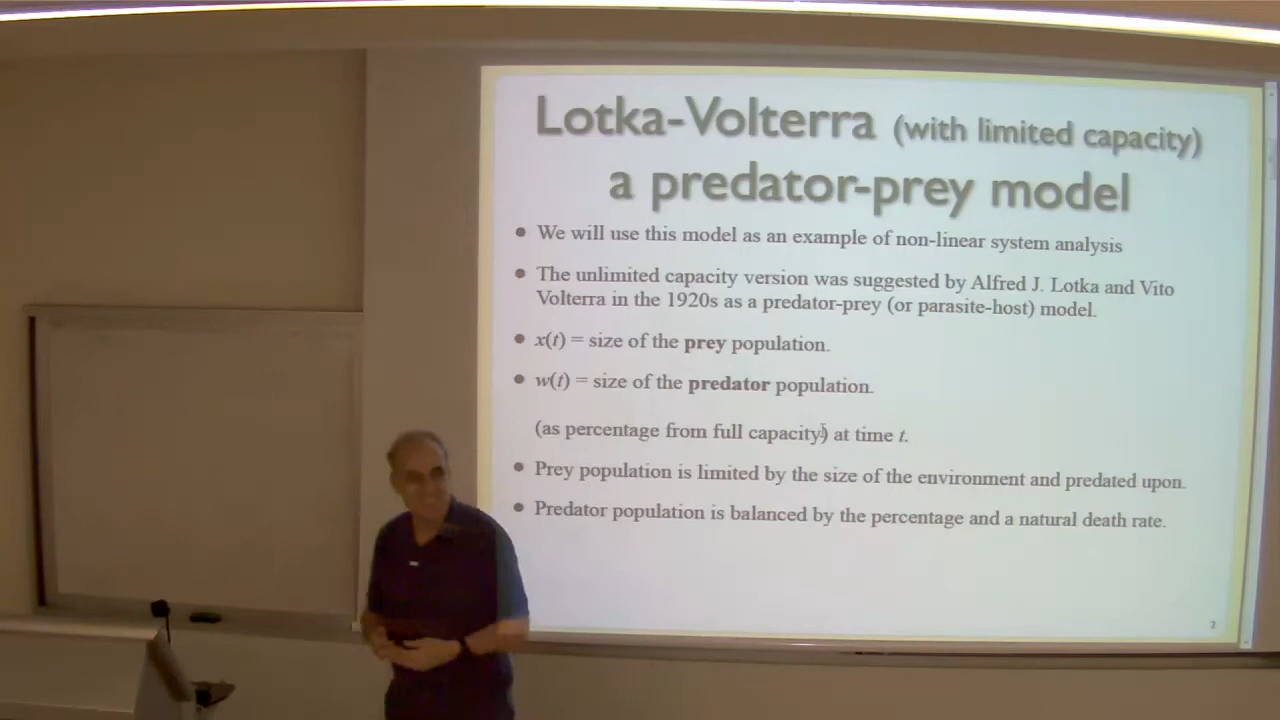 Lotka-Volterra (with limited capacity)
a predator-prey model
• We will use this model as an example of non-linear system analysis
• The unlimited capacity version was suggested by Alfred J. Lotka and Vito
Volterra in the 1920s as a predator-prey (or parasite-host) model.
• x(t) = size of the prey population.
• w(t) = size of the predator population.
(as percentage from full capacity) at time t.
• Prey population is limited by the size of the environment and predated upon.
• Predator population is balanced by the percentage and a natural death rate.
2